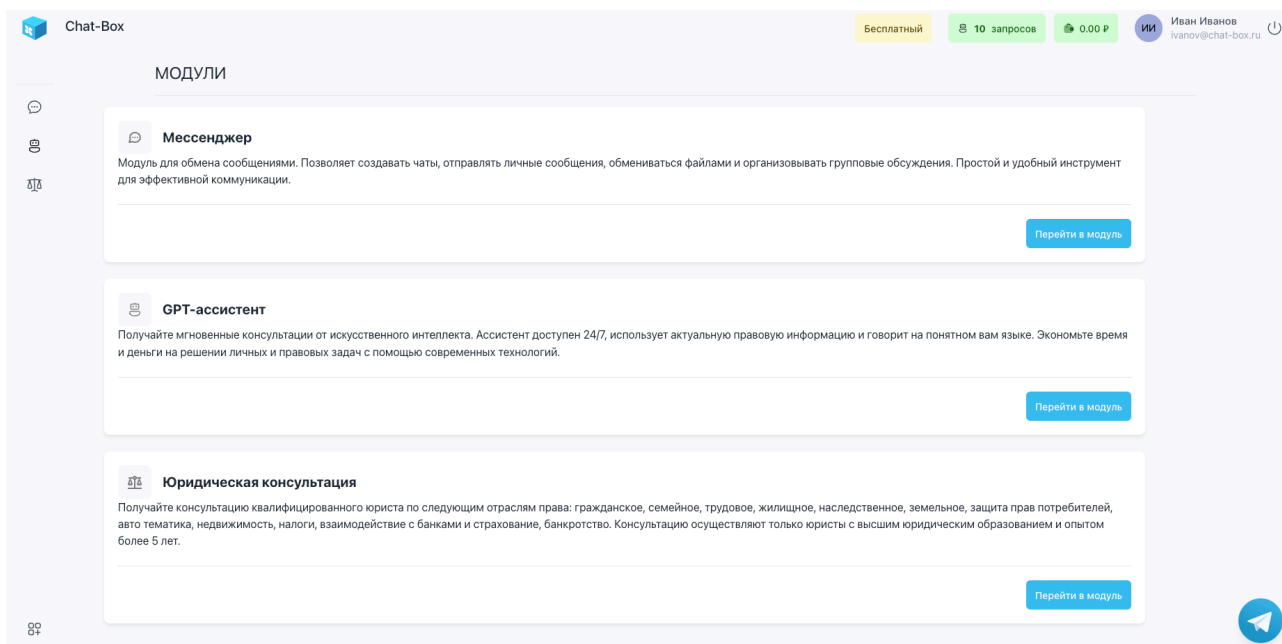 Chat-Box
Бесплатный
10 запросов
0.00 ₽
ИИ
Иван Иванов
ivanov@chat-box.ru
МОДУЛИ
Мессенджер
Модуль для обмена сообщениями. Позволяет создавать чаты, отправлять личные сообщения, обмениваться файлами и организовывать групповые обсуждения. Простой и удобный инструмент
для эффективной коммуникации.
Перейти в модуль
GPT-ассистент
Получайте мгновенные консультации от искусственного интеллекта. Ассистент доступен 24/7, использует актуальную правовую информацию и говорит на понятном вам языке. Экономьте время
и деньги на решении личных и правовых задач с помощью современных технологий.
Перейти в модуль
Юридическая консультация
Получайте консультацию квалифицированного юриста по следующим отраслям права: гражданское, семейное, трудовое, жилищное, наследственное, земельное, защита прав потребителей,
авто тематика, недвижимость, налоги, взаимодействие с банками и страхование, банкротство. Консультацию осуществляют только юристы с высшим юридическим образованием и опытом
более 5 лет.
Перейти в модуль